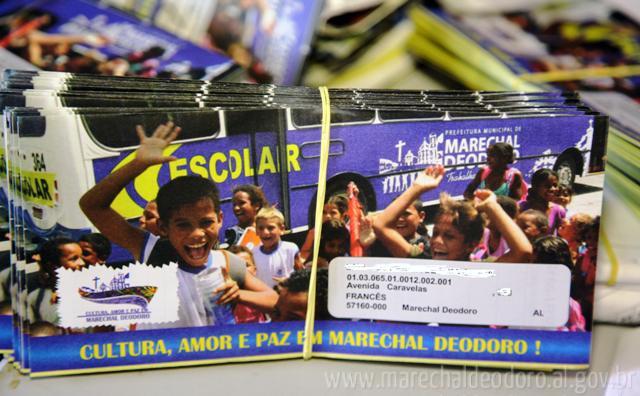 364
ESCOLAR
OLAR
PREFEITURA MUNICIPAL DE
MARECHAL
DEODORO
01.03.065.01.0012.002.001
Avenida Caravelas
FRANCÊS
57160-000 Marechal Deodoro AL
CULTURA, AMOR E PAZ EM
MARECHAL DEODORO
CULTURA, AMOR E PAZ EM MARECHAL DEODORO !
www.marechaldeodoro.al.gov.br